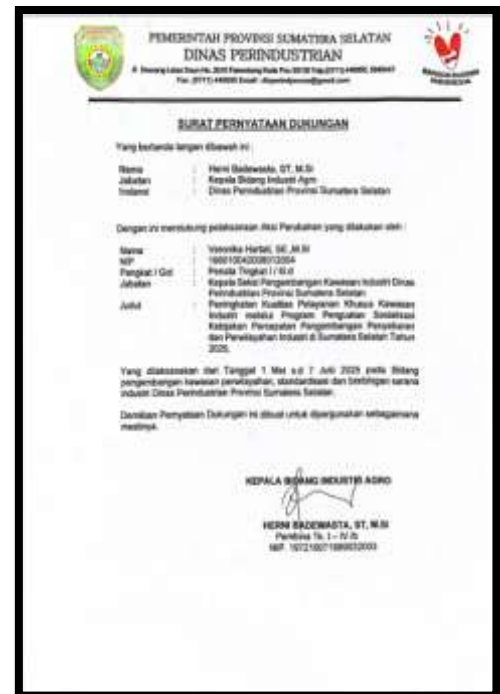 PEMERINTAH PROVINSI SUMATERA SELATAN
DINAS PERINDUSTRIAN
SURAT PERNYATAAN DUKUNGAN
Yang bertanda tangan dibawah ini :
Nama : Herni Badewasta, ST, M.Si
Jabatan : Kepala Bidang Industri Agro
Instansi : Dinas Perindustrian Provinsi Sumatera Selatan
Dengan ini mendukung pelaksanaan Aksi Perubahan yang dilakukan oleh :
Nama : Veronika Hartati, SE.,M.Si
NIP :
Pangkat / Gol : Penata Tingkat I / III.d
Jabatan : Kepala Seksi Pengembangan Kawasan Industri Dinas
Perindustrian Provinsi Sumatera Selatan
Judul : Peningkatan Kualitas Pelayanan Khusus Kawasan
Industri melalui Program Penguatan Sosialisasi
Kebijakan Percepatan Pengembangan Penyebaran
dan Perwilayahan Industri di Sumatera Selatan Tahun
2025.
Yang dilaksanakan dari Tanggal 1 Mei s.d 7 Juli 2025 pada Bidang
pengembangan kawasan perwilayahan, standardisasi dan bimbingan sarana
industri Dinas Perindustrian Provinsi Sumatera Selatan.
Demikian Pernyataan Dukungan ini dibuat untuk dipergunakan sebagaimana
mestinya.
KEPALA BIDANG INDUSTRI AGRO
HERNI BADEWASTA, ST, M.Si
Pembina Tk. I – IV /b
NIP.